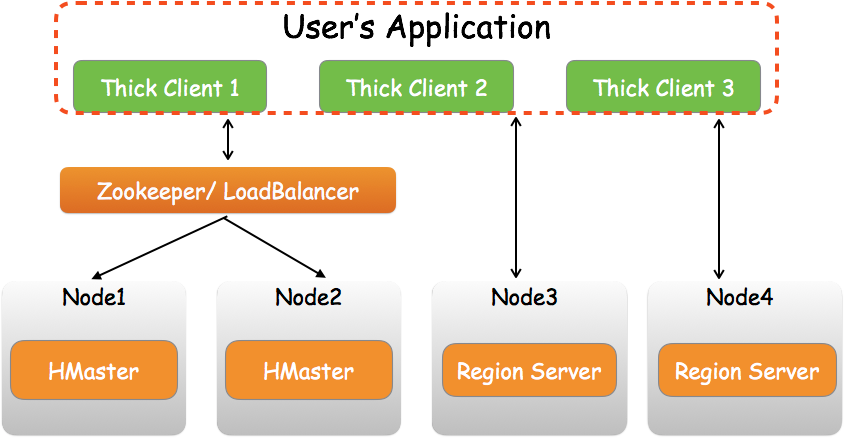 User's Application
Thick Client 1
Thick Client 2
Thick Client 3
Zookeeper/ LoadBalancer
Node1
Node2
Node3
Node4
HMaster
HMaster
Region Server
Region Server